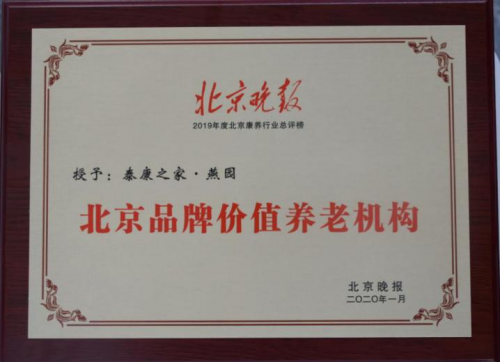 北京晚报
2019年度北京康养行业总评榜
授予：泰康之家·燕园
北京品牌价值养老机构
北京晚报
二〇二〇年一月